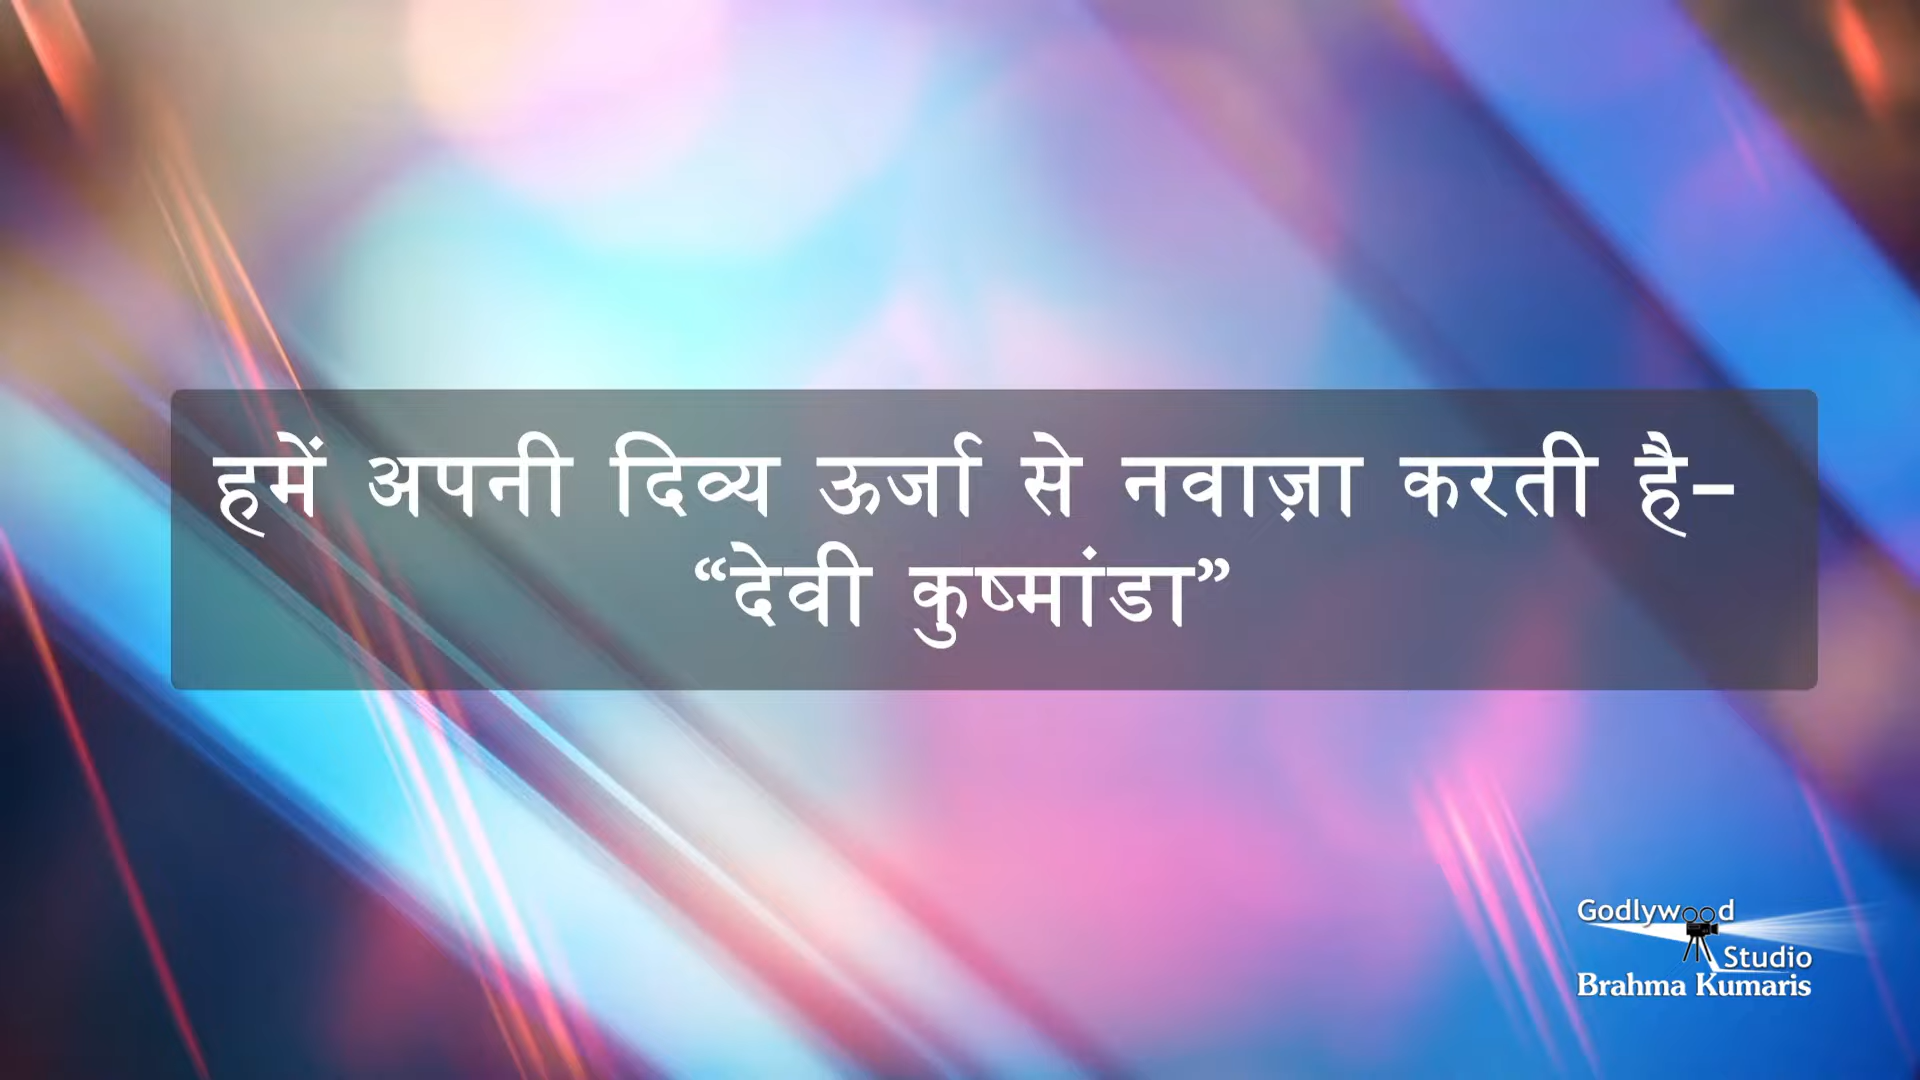 हमें अपनी दिव्य ऊर्जा से नवाज़ा करती है-
“देवी कुष्मांडा”
Godlywood
Studio
Brahma Kumaris